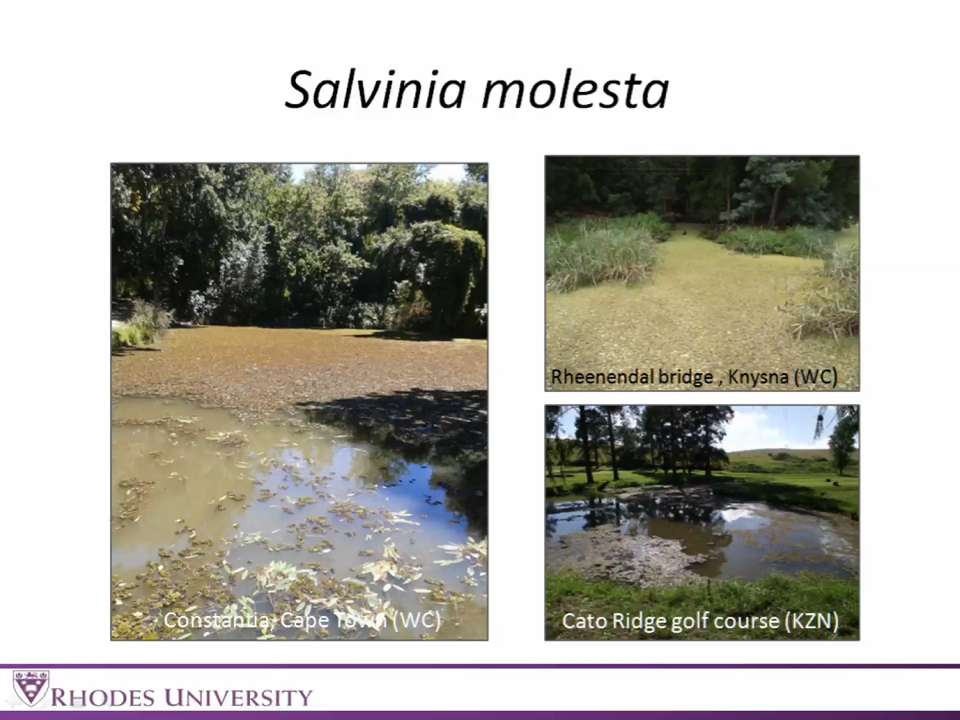 Salvinia molesta
Rheenendal bridge , Knysna (WC)
Constantia, Cape Town (WC)
Cato Ridge golf course (KZN)
RHODES UNIVERSITY